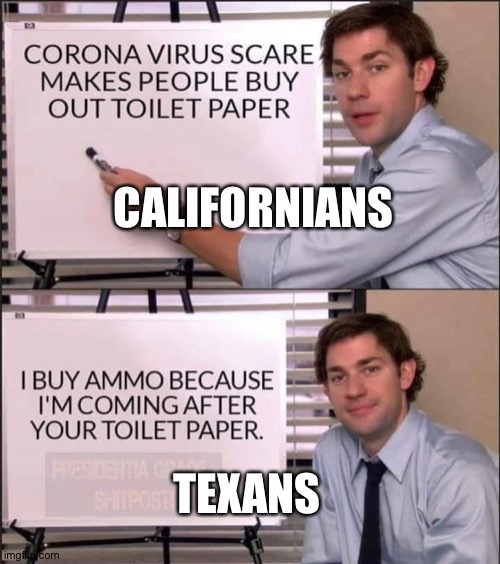 CORONA VIRUS SCARE
MAKES PEOPLE BUY
OUT TOILET PAPER
CALIFORNIANS
I BUY AMMO BECAUSE
I'M COMING AFTER
YOUR TOILET PAPER.
PRESIDENTIA
TEXANS
imgflip.com